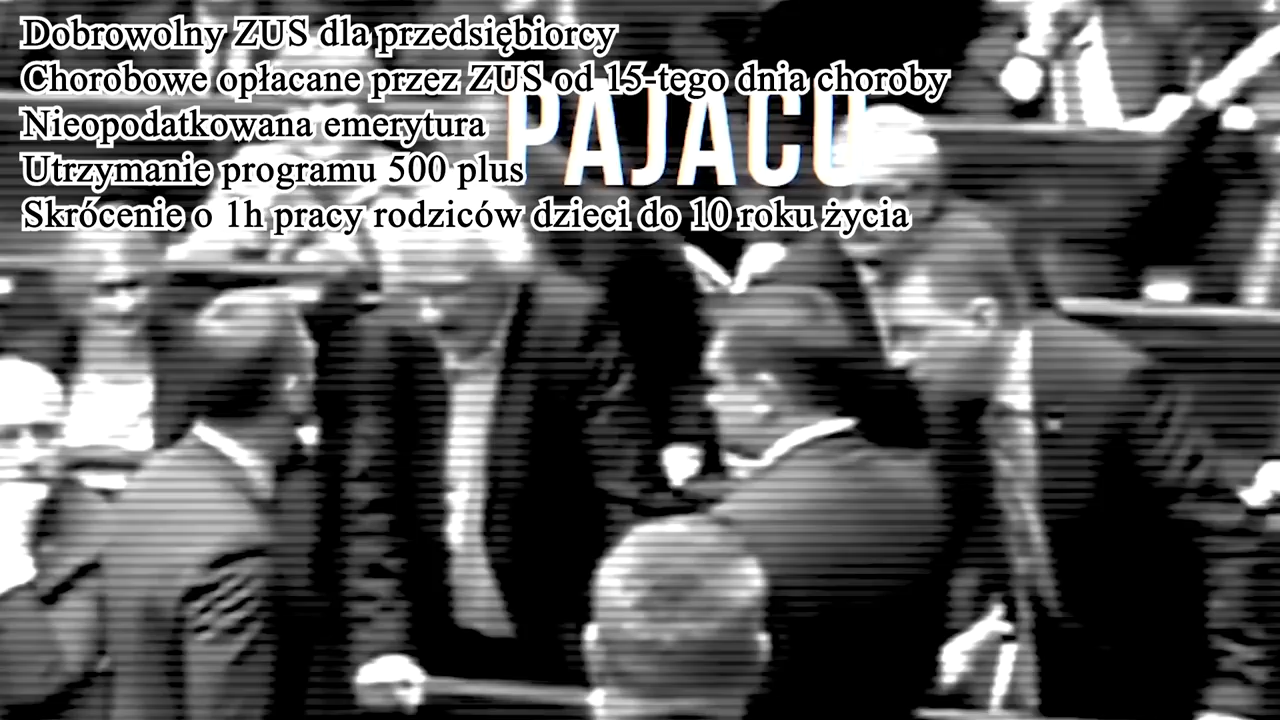 Dobrowolny ZUS dla przedsiębiorcy
Chorobowe opłacane przez ZUS od 15-tego dnia choroby
Nieopodatkowana emerytura
Utrzymanie programu 500 plus
Skrócenie o 1h pracy rodziców dzieci do 10 roku życia
PAJACU